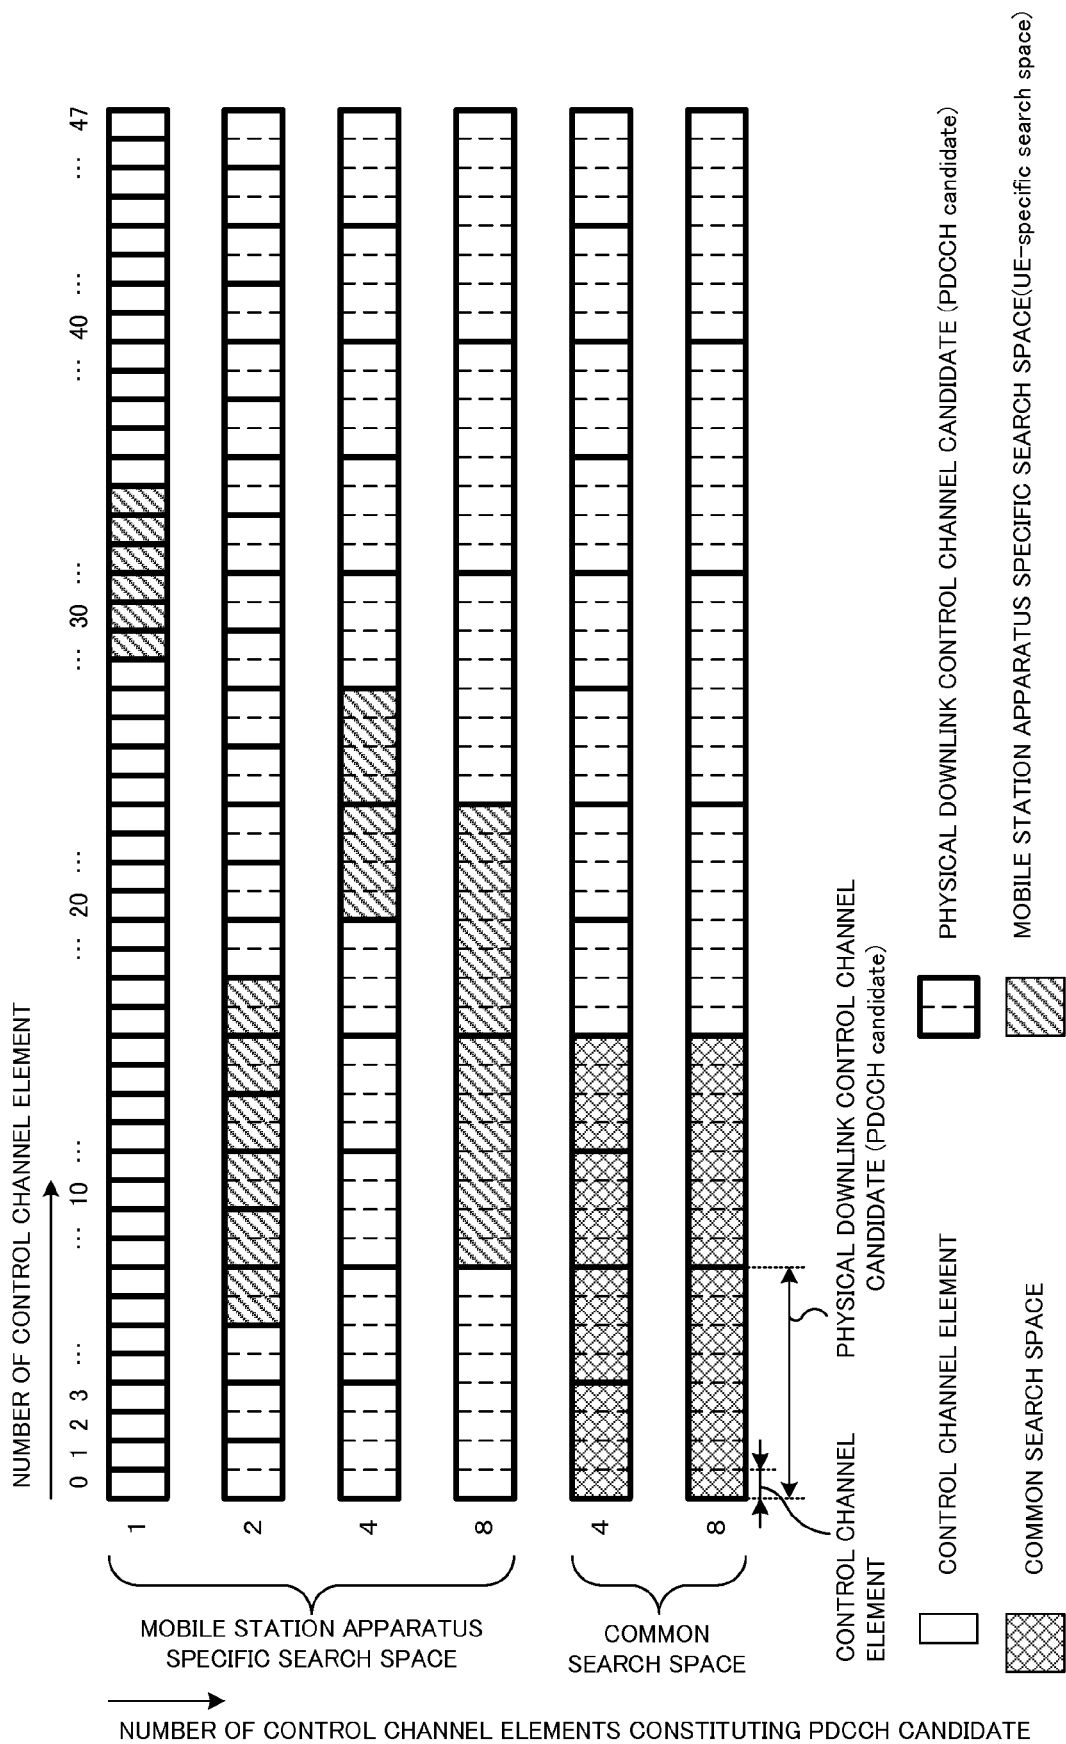 NUMBER OF CONTROL CHANNEL ELEMENT
0 1 2 3 ... ... 10 ... ... 20 ... ... 30 ... ... 40 ... ... 47
1
2
4
8
4
8
MOBILE STATION APPARATUS
SPECIFIC SEARCH SPACE
COMMON
SEARCH SPACE
NUMBER OF CONTROL CHANNEL ELEMENTS CONSTITUTING PDCCH CANDIDATE
CONTROL CHANNEL
ELEMENT
PHYSICAL DOWNLINK CONTROL CHANNEL
CANDIDATE (PDCCH candidate)
CONTROL CHANNEL ELEMENT
PHYSICAL DOWNLINK CONTROL CHANNEL CANDIDATE (PDCCH candidate)
COMMON SEARCH SPACE
MOBILE STATION APPARATUS SPECIFIC SEARCH SPACE(UE-specific search space)